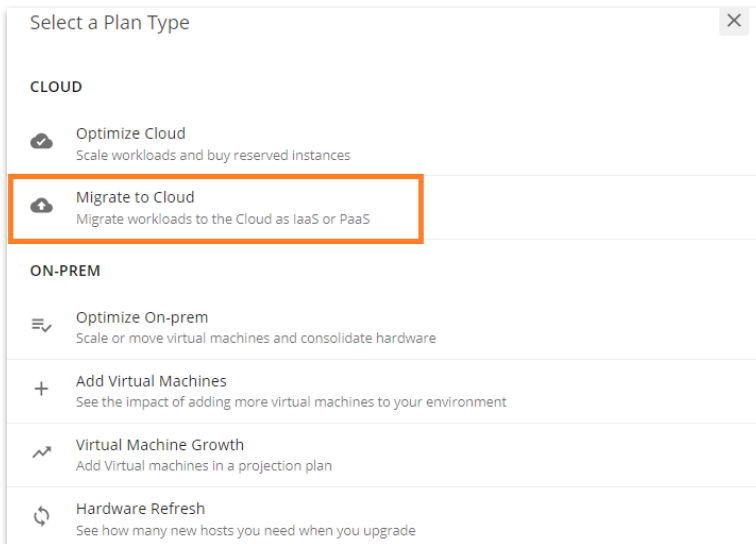 Select a Plan Type
CLOUD
Optimize Cloud
Scale workloads and buy reserved instances
Migrate to Cloud
Migrate workloads to the Cloud as IaaS or PaaS
ON-PREM
Optimize On-prem
Scale or move virtual machines and consolidate hardware
Add Virtual Machines
See the impact of adding more virtual machines to your environment
Virtual Machine Growth
Add Virtual machines in a projection plan
Hardware Refresh
See how many new hosts you need when you upgrade